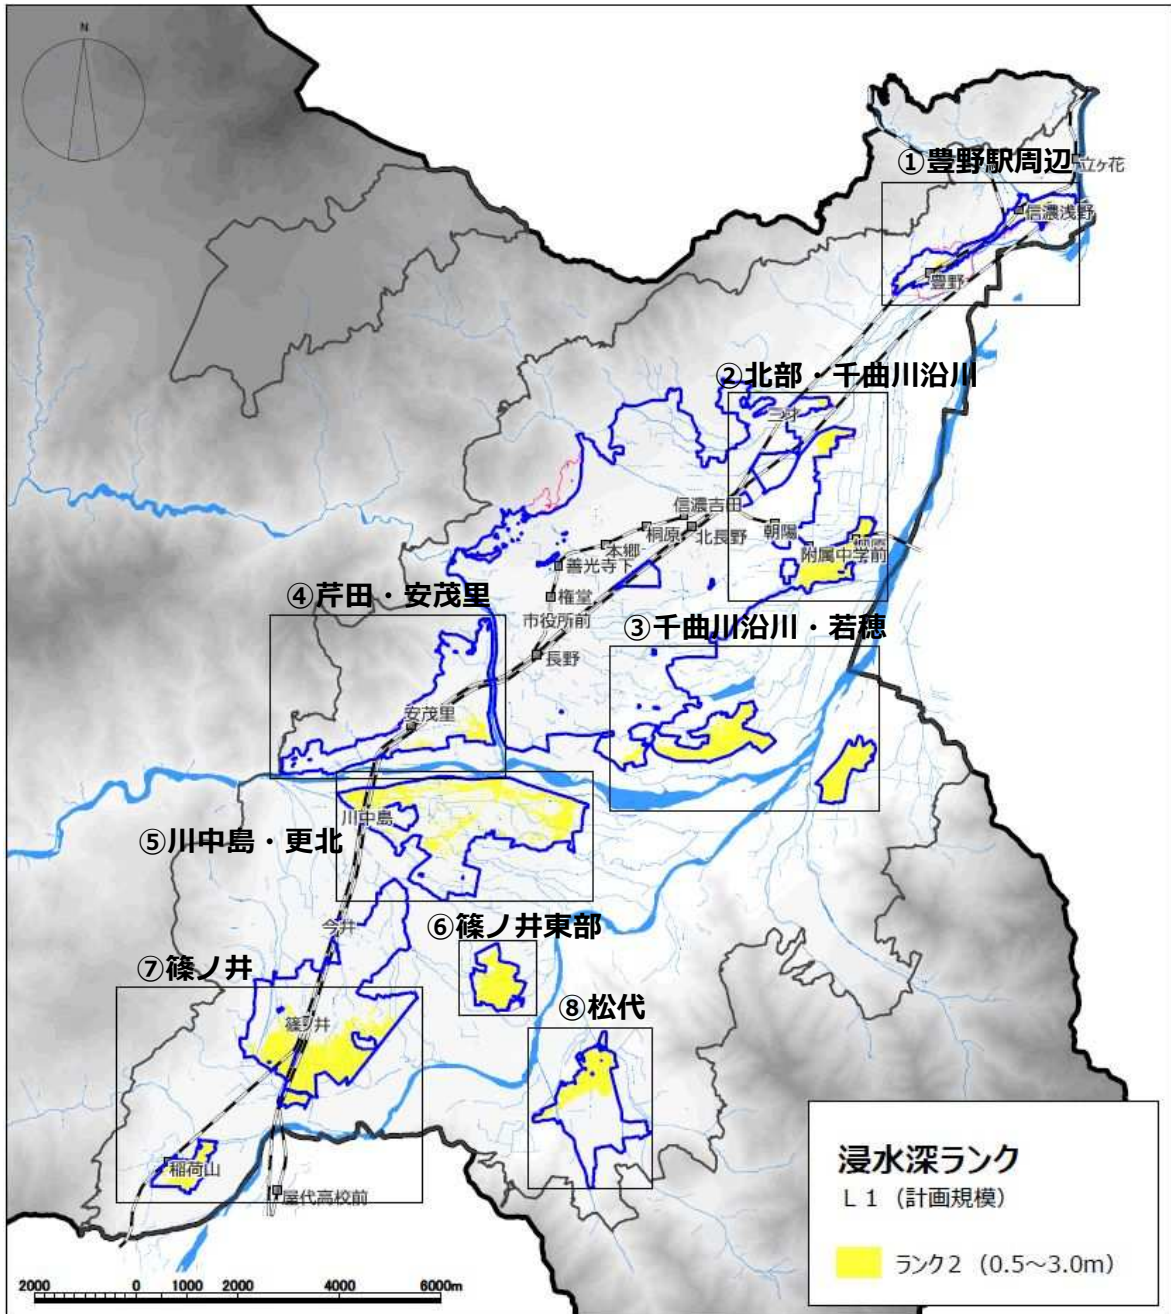 N
①豊野駅周辺
立ヶ花
信濃浅野
豊野
②北部・千曲川沿川
三才
信濃吉田
桐原
北長野
朝陽
附属中学前
柳原
本郷
善光寺下
権堂
市役所前
④芹田・安茂里
③千曲川沿川・若穂
長野
安茂里
川中島
⑤川中島・更北
今井
⑥篠ノ井東部
⑦篠ノ井
篠ノ井
⑧松代
稲荷山
屋代高校前
浸水深ランク
L1 (計画規模)
ランク2 (0.5～3.0m)
2000 0 1000 2000 4000 6000m